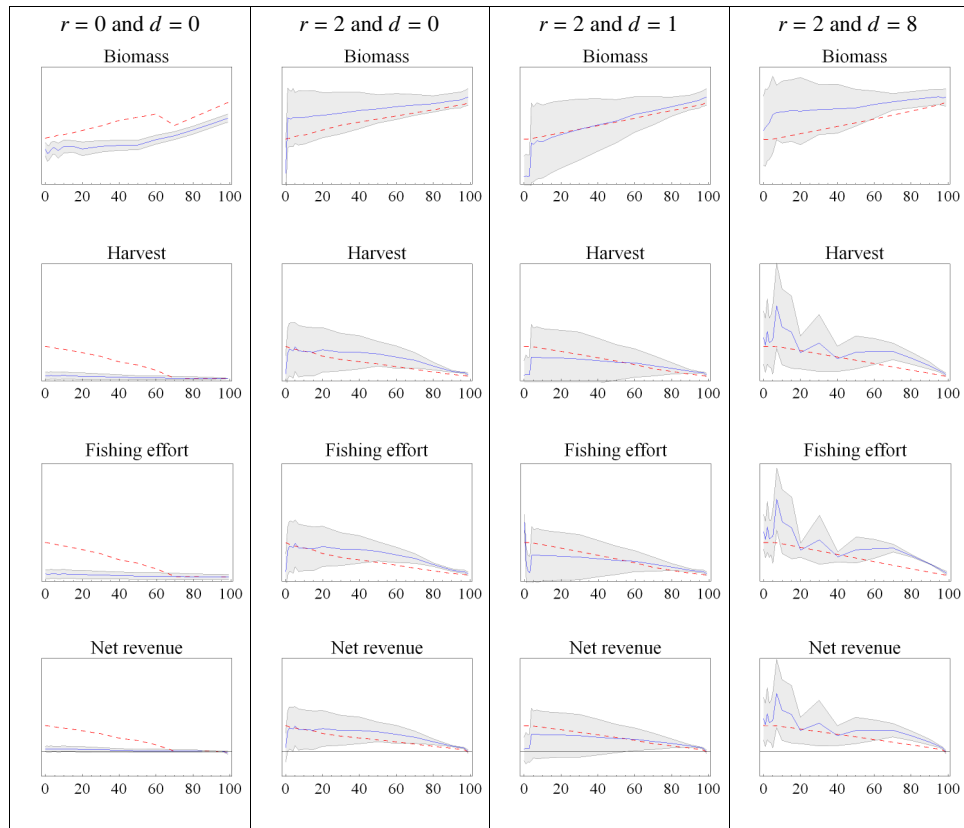 r = 0 and d = 0 r = 2 and d = 0 r = 2 and d = 1 r = 2 and d = 8
Biomass Biomass Biomass Biomass
0 20 40 60 80 100 0 20 40 60 80 100 0 20 40 60 80 100 0 20 40 60 80 100
Harvest Harvest Harvest Harvest
0 20 40 60 80 100 0 20 40 60 80 100 0 20 40 60 80 100 0 20 40 60 80 100
Fishing effort Fishing effort Fishing effort Fishing effort
0 20 40 60 80 100 0 20 40 60 80 100 0 20 40 60 80 100 0 20 40 60 80 100
Net revenue Net revenue Net revenue Net revenue
0 20 40 60 80 100 0 20 40 60 80 100 0 20 40 60 80 100 0 20 40 60 80 100